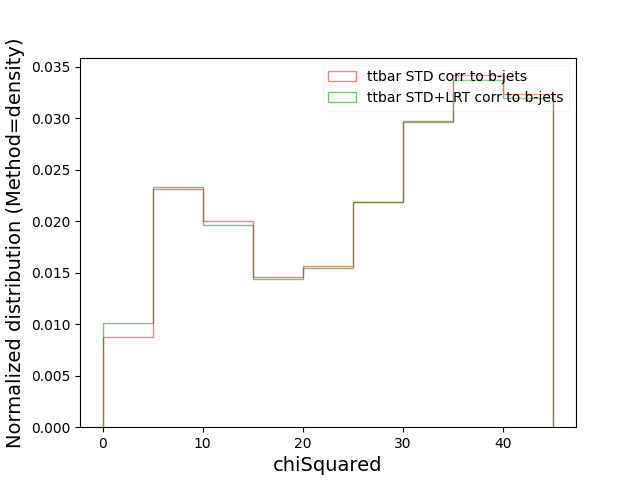 ttbar STD corr to b-jets
ttbar STD+LRT corr to b-jets
Normalized distribution (Method=density)
0.035
0.030
0.025
0.020
0.015
0.010
0.005
0.000
0 10 20 30 40
chiSquared